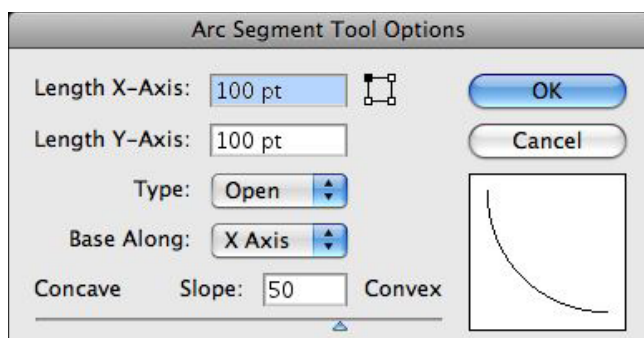 Arc Segment Tool Options
Length X-Axis: 100 pt
OK
Length Y-Axis: 100 pt
Cancel
Type: Open
Base Along: X Axis
Concave Slope: 50 Convex